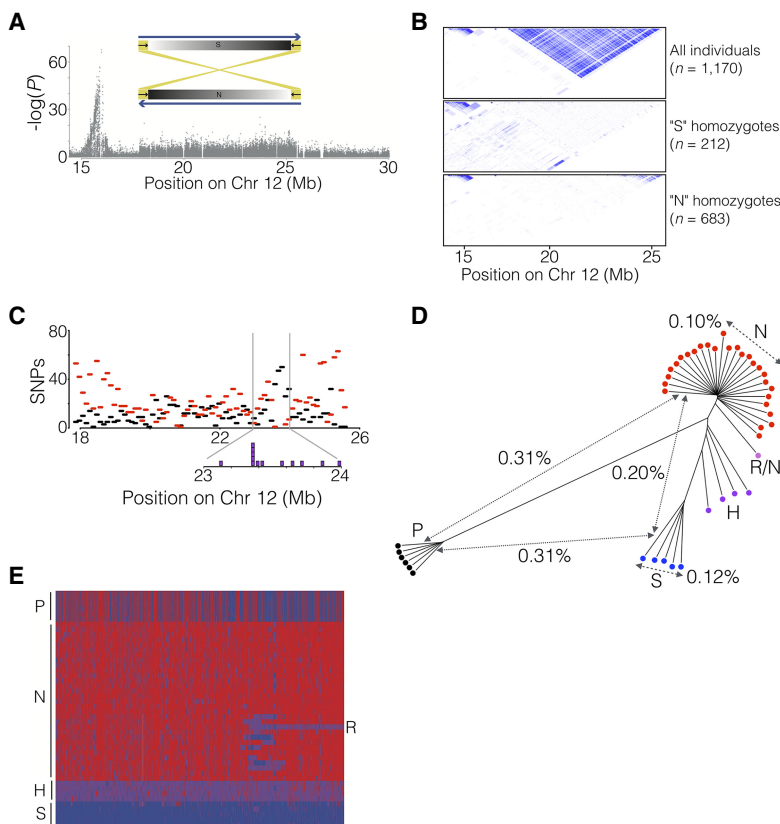 A
60
30
0
-log(P)
S
N
15
20
25
30
Position on Chr 12 (Mb)
B
All individuals
(n = 1,170)
"S" homozygotes
(n = 212)
"N" homozygotes
(n = 683)
15
20
25
Position on Chr 12 (Mb)
C
80
40
0
SNPs
18
22
26
23
24
Position on Chr 12 (Mb)
D
0.10%
N
0.31%
0.20%
R/N
H
P
0.31%
S
0.12%
E
P
N
R
H
S